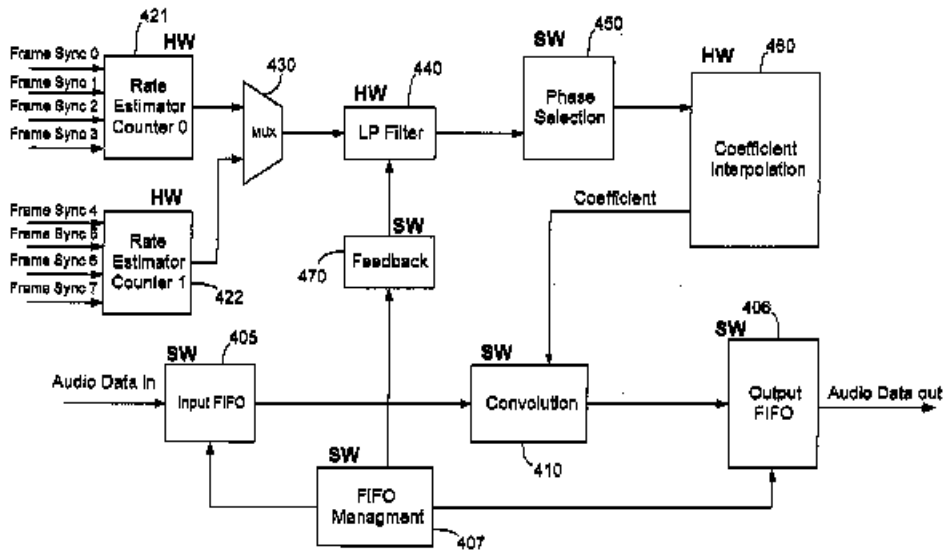 421
HW
Frame Sync 0
Frame Sync 1
Frame Sync 2
Frame Sync 3
Rate
Estimator
Counter 0
430
MUX
HW
440
LP Filter
SW
450
Phase
Selection
HW
460
Coefficient
Interpolation
HW
Frame Sync 4
Frame Sync 5
Frame Sync 6
Frame Sync 7
Rate
Estimator
Counter 1
422
SW
470
Feedback
Coefficient
SW
405
Audio Data in
Input FIFO
SW
Convolution
410
SW
406
Output
FIFO
Audio Data out
SW
FIFO
Managment
407